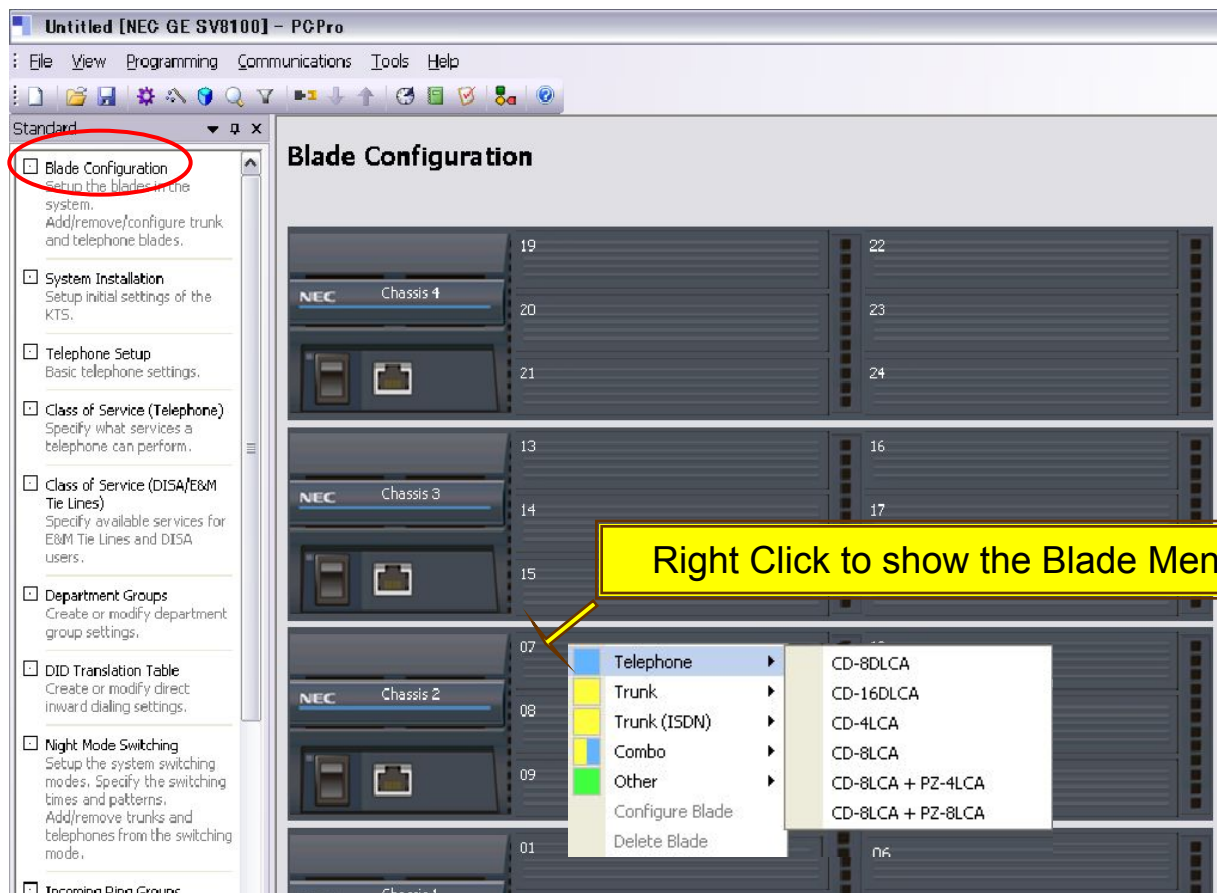 Untitled [NEC GE SV8100] - PCPro
File View Programming Communications Tools Help
Standard
Blade Configuration
Setup the blades in the
system.
Add/remove/configure trunk
and telephone blades.
System Installation
Setup initial settings of the
KTS.
Telephone Setup
Basic telephone settings.
Class of Service (Telephone)
Specify what services a
telephone can perform.
Class of Service (DISA/E&M
Tie Lines)
Specify available services for
E&M Tie Lines and DISA
users.
Department Groups
Create or modify department
group settings.
DID Translation Table
Create or modify direct
inward dialing settings.
Night Mode Switching
Setup the system switching
modes. Specify the switching
times and patterns.
Add/remove trunks and
telephones from the switching
mode.
Incoming Ring Groups
Blade Configuration
19 22
NEC Chassis 4
20 23
21 24
13 16
NEC Chassis 3
14 17
15
Right Click to show the Blade Men
07
NEC Chassis 2
08
09
Telephone
Trunk
Trunk (ISDN)
Combo
Other
Configure Blade
Delete Blade
CD-8DLCA
CD-16DLCA
CD-4LCA
CD-8LCA
CD-8LCA + PZ-4LCA
CD-8LCA + PZ-8LCA
01 06
Chassis 1